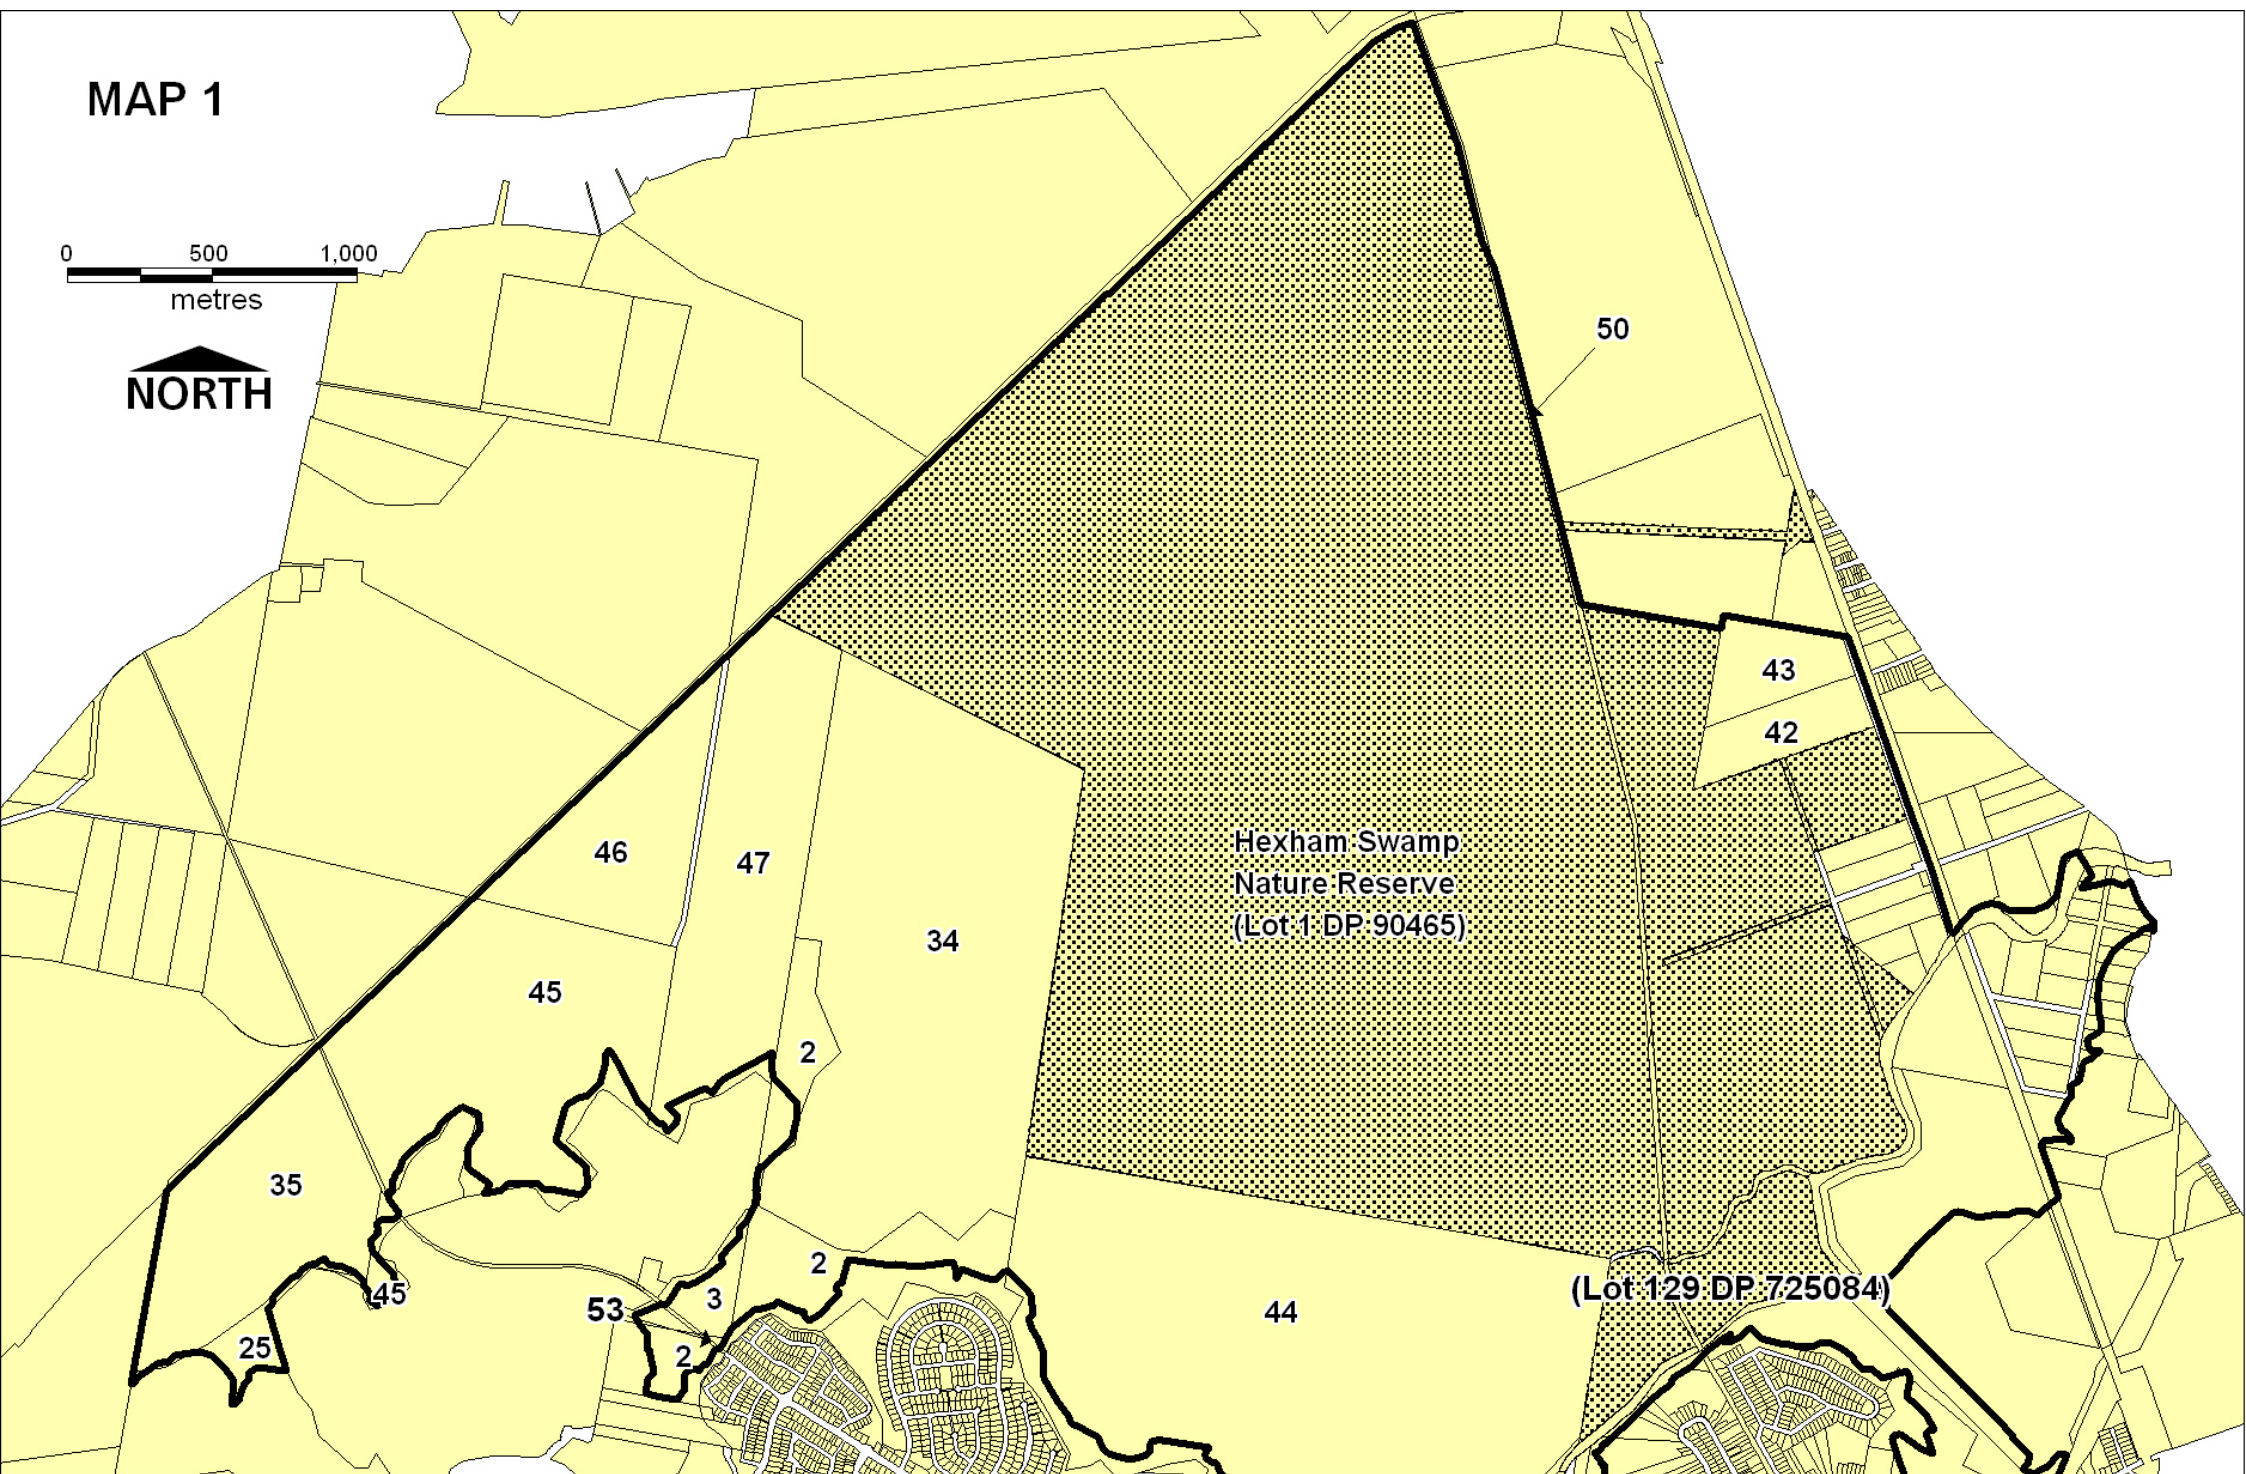 MAP 1
0 500 1,000
metres
NORTH
50
43
42
46
47
34
45
2
35
45
25
53
3
2
2
44
Hexham Swamp
Nature Reserve
(Lot 1 DP 90465)
(Lot 129 DP 725084)